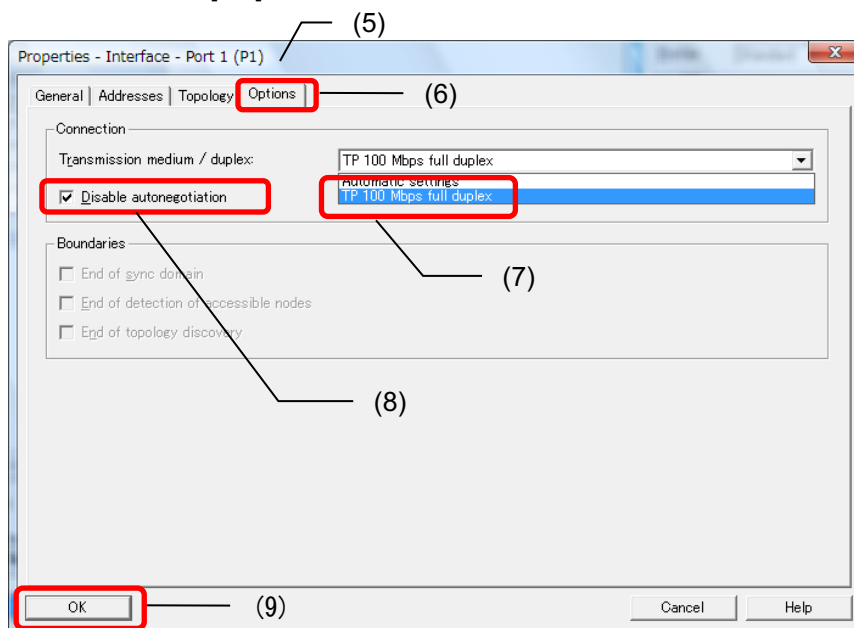 (5)
Properties - Interface - Port 1 (P1)
General Addresses Topology Options
(6)
Connection
Transmission medium / duplex:
TP 100 Mbps full duplex
Automatic settings
Disable autonegotiation
TP 100 Mbps full duplex
Boundaries
(7)
End of sync domain
End of detection of accessible nodes
End of topology discovery
(8)
OK
(9)
Cancel
Help